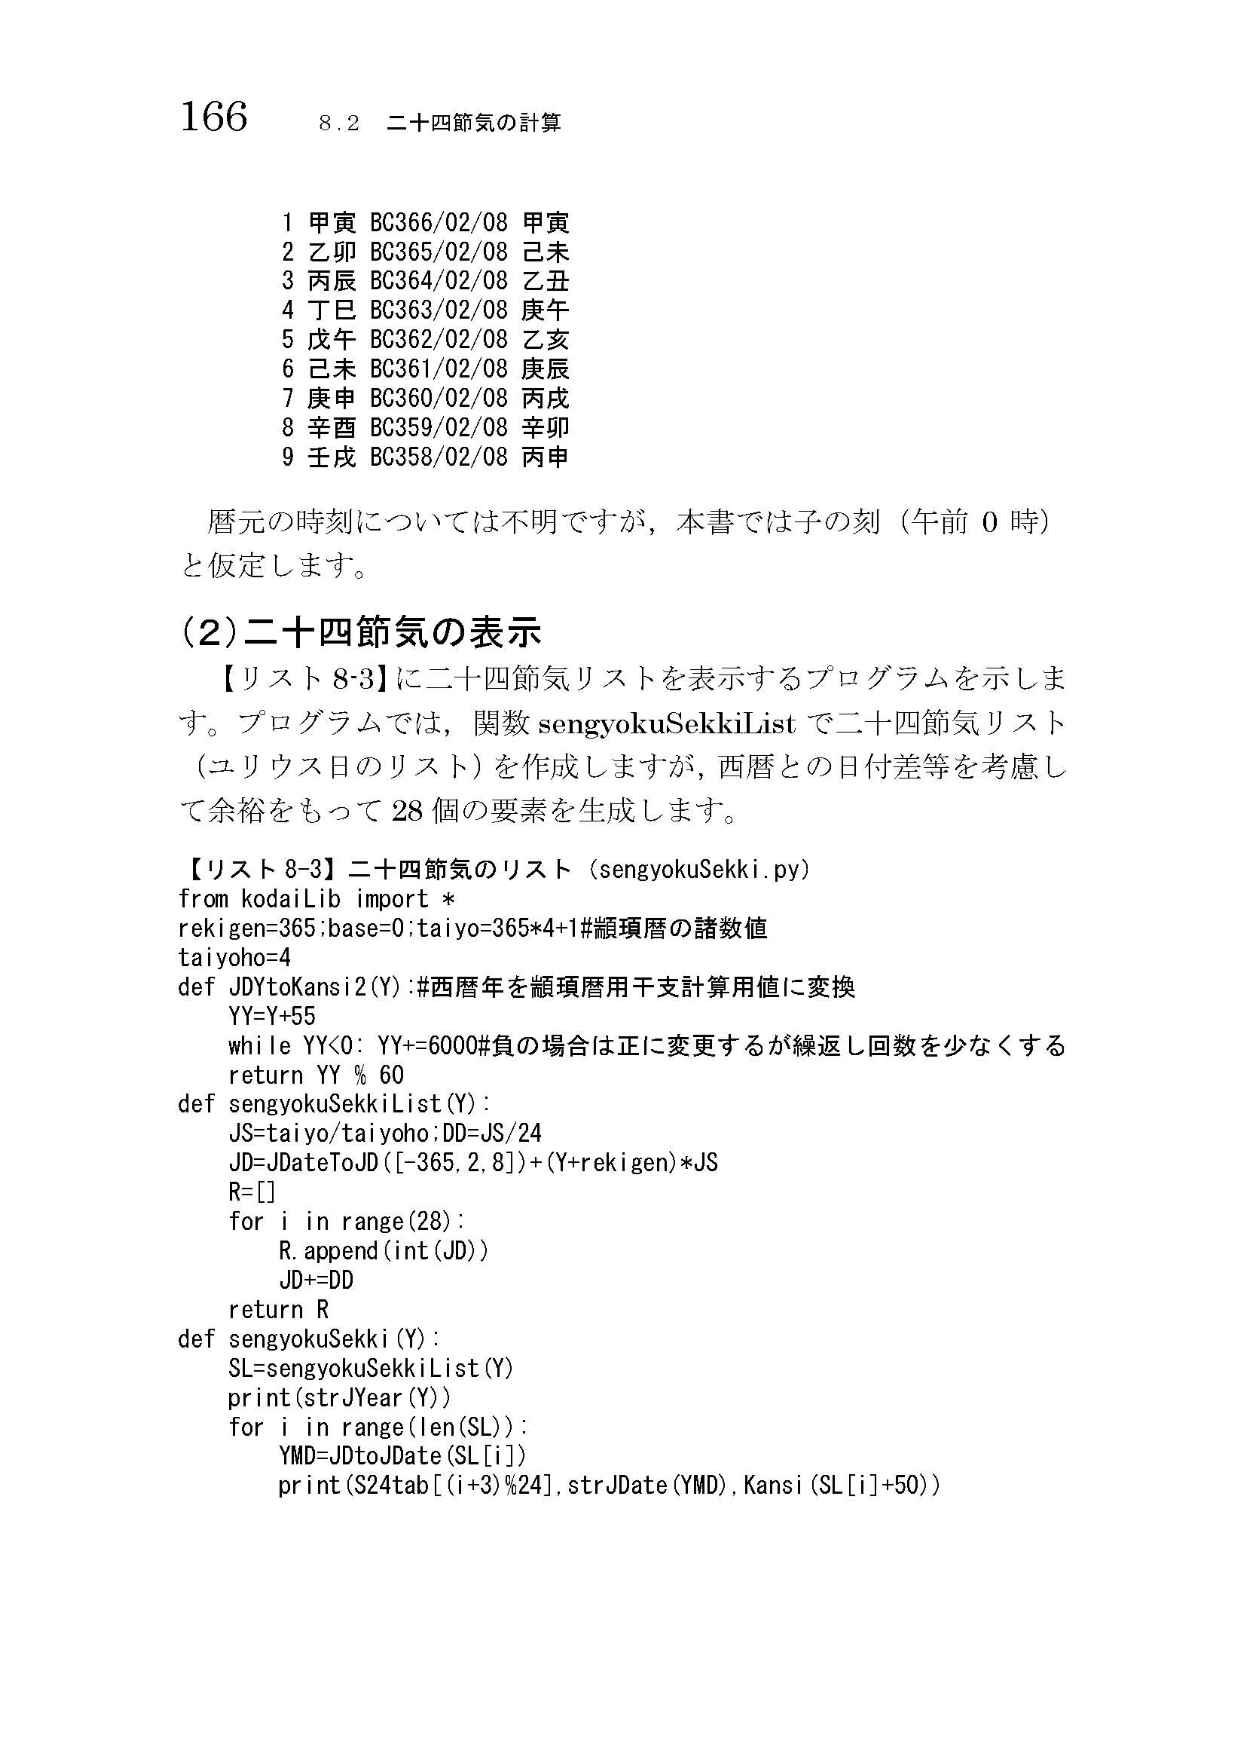 166 8.2 二十四節気の計算
1 甲寅 BC366/02/08 甲寅
2 乙卯 BC365/02/08 己未
3 丙辰 BC364/02/08 乙丑
4 丁巳 BC363/02/08 庚午
5 戊午 BC362/02/08 乙亥
6 己未 BC361/02/08 庚辰
7 庚申 BC360/02/08 丙戌
8 辛酉 BC359/02/08 辛卯
9 壬戌 BC358/02/08 丙申
暦元の時刻については不明ですが，本書では子の刻（午前 0 時）
と仮定します。
(2)二十四節気の表示
【リスト 8-3】に二十四節気リストを表示するプログラムを示しま
す。プログラムでは，関数 sengyokuSekkiList で二十四節気リスト
（ユリウス日のリスト）を作成しますが，西暦との日付差等を考慮し
て余裕をもって 28 個の要素を生成します。
【リスト 8-3】二十四節気のリスト（sengyokuSekki.py）
from kodaiLib import *
rekigen=365;base=0;taiyo=365*4+1#顓頊暦の諸数値
taiyoho=4
def JDYtoKansi2(Y):#西暦年を顓頊暦用干支計算用値に変換
    YY=Y+55
    while YY<0: YY+=6000#負の場合は正に変更するが繰返し回数を少なくする
    return YY % 60
def sengyokuSekkiList(Y):
    JS=taiyo/taiyoho;DD=JS/24
    JD=JDateToJD([-365,2,8])+(Y+rekigen)*JS
    R=[]
    for i in range(28):
        R.append(int(JD))
        JD+=DD
    return R
def sengyokuSekki(Y):
    SL=sengyokuSekkiList(Y)
    print(strJYear(Y))
    for i in range(len(SL)):
        YMD=JDtoJDate(SL[i])
        print(S24tab[(i+3)%24],strJDate(YMD),Kansi(SL[i]+50))